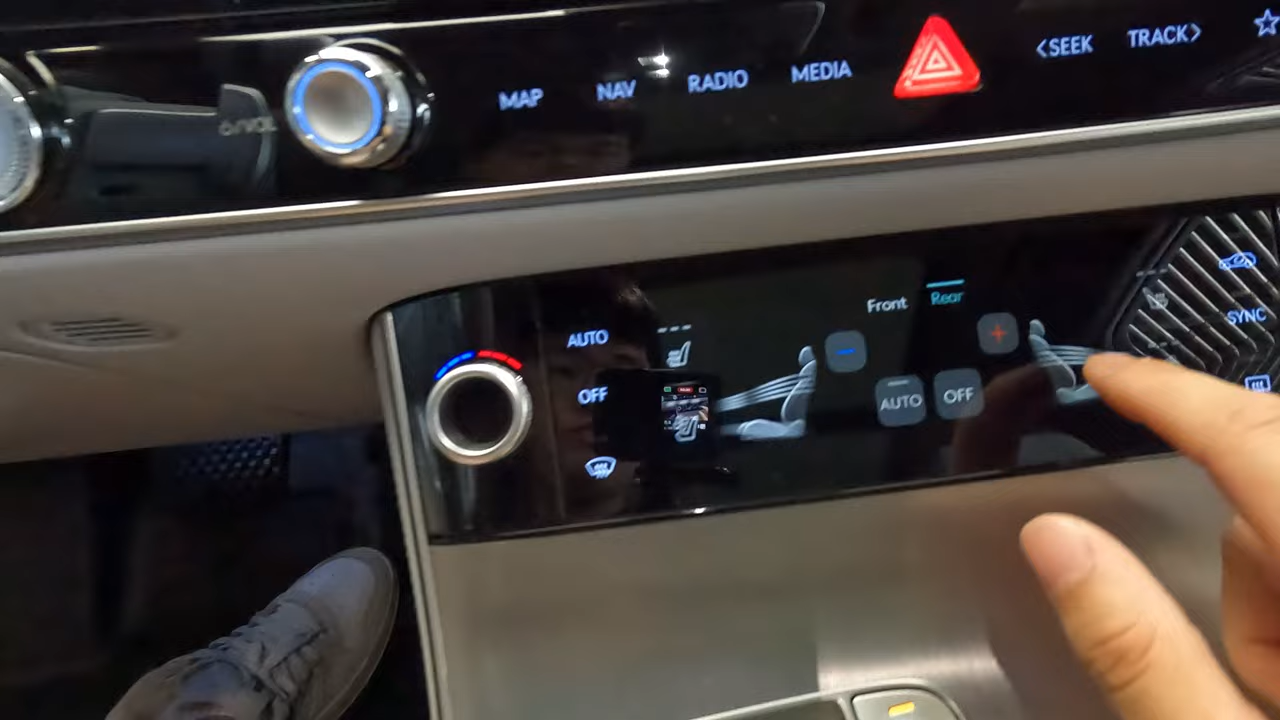 MAP NAV RADIO MEDIA <SEEK TRACK>
AUTO
OFF
Front Rear
AUTO OFF
SYNC